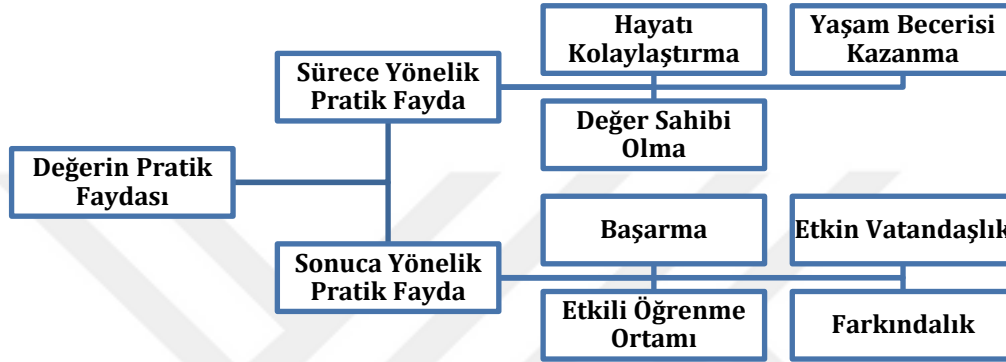 Hayatı
Kolaylaştırma
Yaşam Becerisi
Kazanma
Sürece Yönelik
Pratik Fayda
Değer Sahibi
Olma
Değerin Pratik
Faydası
Başarma
Etkin Vatandaşlık
Sonuca Yönelik
Pratik Fayda
Etkili Öğrenme
Ortamı
Farkındalık